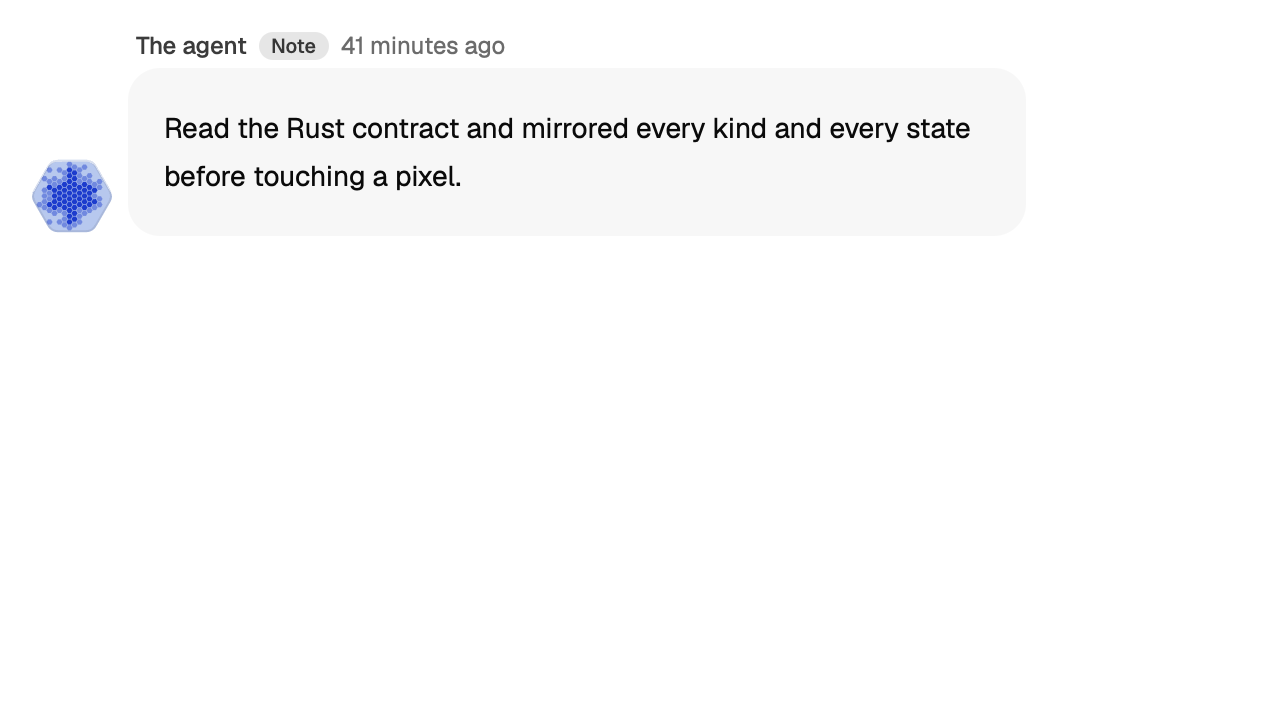 The agent Note 41 minutes ago
Read the Rust contract and mirrored every kind and every state
before touching a pixel.